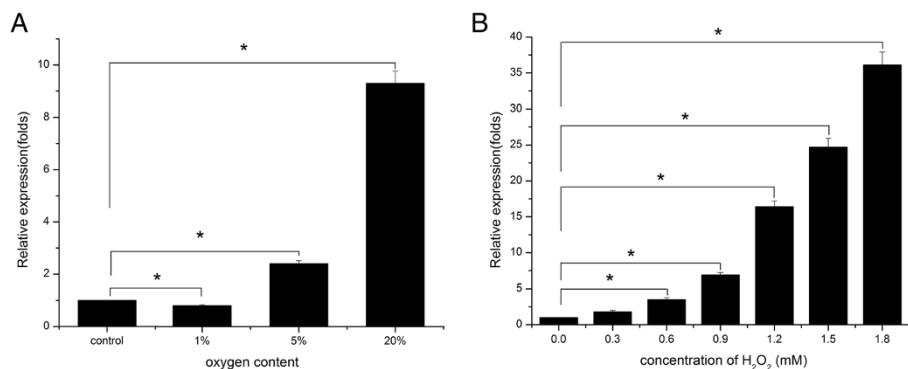 A
Relative expression(folds)
10
8
6
4
2
0
*
*
*
control 1% 5% 20%
oxygen content
B
Relative expression(folds)
40
35
30
25
20
15
10
5
0
*
*
*
*
*
0.0 0.3 0.6 0.9 1.2 1.5 1.8
concentration of H₂O₂ (mM)